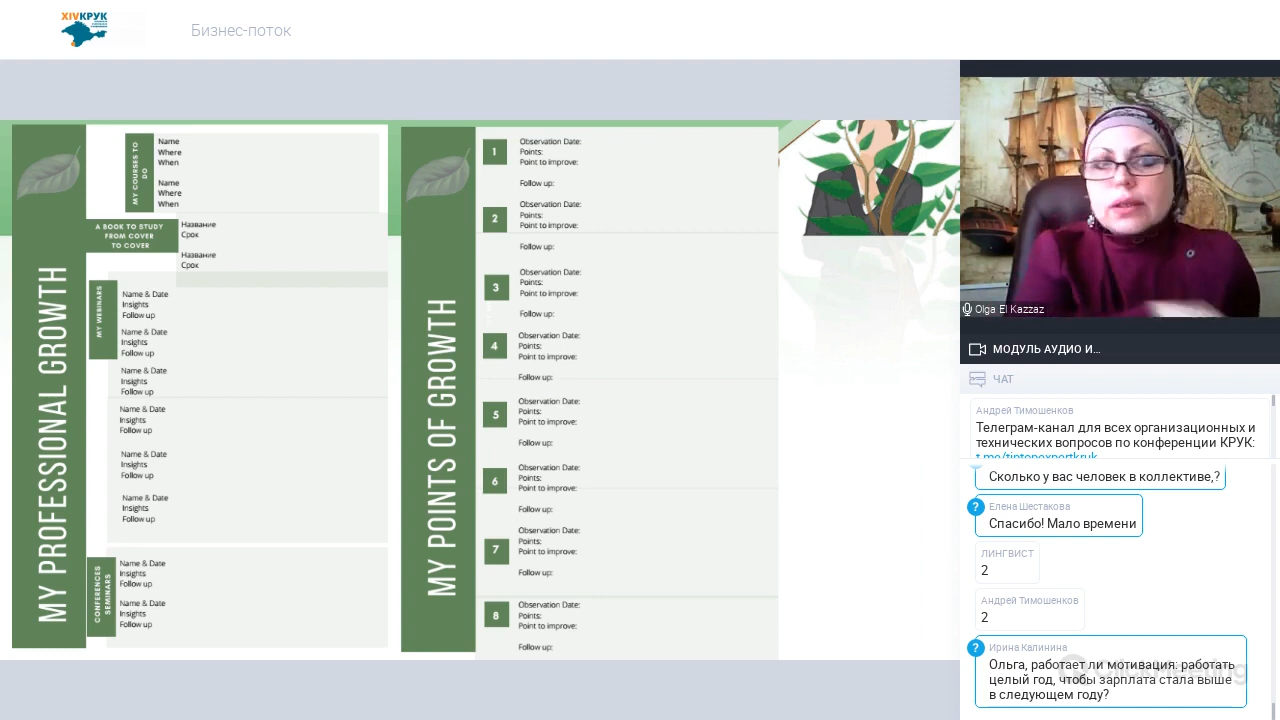 XIVКРУК
Бизнес-поток
MY PROFESSIONAL GROWTH
MY COURSES TO DO
Name
Where
When
Name
Where
When
A BOOK TO STUDY
FROM COVER
TO COVER
Название
Срок
Название
Срок
MY WEBINARS
Name & Date
Insights
Follow up
Name & Date
Insights
Follow up
Name & Date
Insights
Follow up
Name & Date
Insights
Follow up
Name & Date
Insights
Follow up
Name & Date
Insights
Follow up
CONFERENCES
SEMINARS
Name & Date
Insights
Follow up
Name & Date
Insights
Follow up
MY POINTS OF GROWTH
1
Observation Date:
Points:
Point to improve:
Follow up:
2
Observation Date:
Points:
Point to improve:
Follow up:
3
Observation Date:
Points:
Point to improve:
Follow up:
4
Observation Date:
Points:
Point to improve:
Follow up:
5
Observation Date:
Points:
Point to improve:
Follow up:
6
Observation Date:
Points:
Point to improve:
Follow up:
7
Observation Date:
Points:
Point to improve:
Follow up:
8
Observation Date:
Points:
Point to improve:
Follow up:
Olga El Kazzaz
МОДУЛЬ АУДИО И...
ЧАТ
Андрей Тимошенков
Телеграм-канал для всех организационных и
технических вопросов по конференции КРУК:
t.me/tiptopexpertkruk
Сколько у вас человек в коллективе,?
?
Елена Шестакова
Спасибо! Мало времени
ЛИНГВИСТ
2
Андрей Тимошенков
2
?
Ирина Калинина
Ольга, работает ли мотивация: работать
целый год, чтобы зарплата стала выше
в следующем году?
ClickMeeting